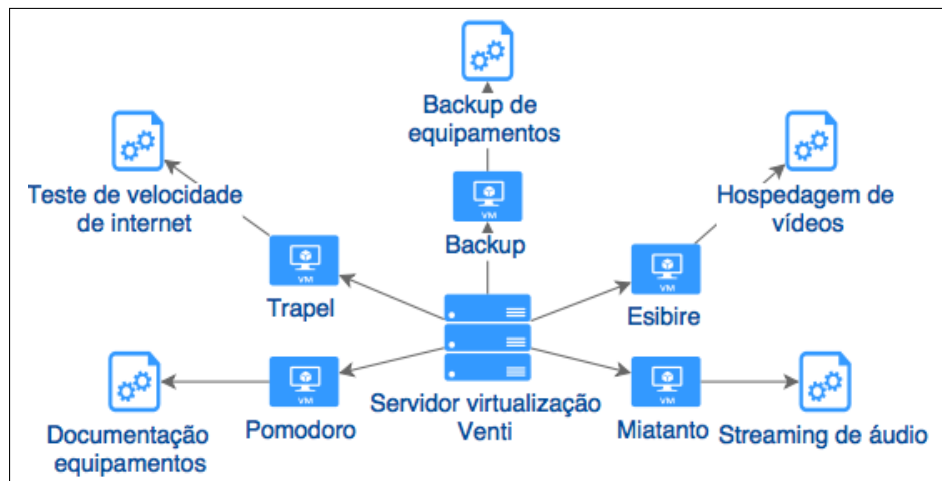 Backup de
equipamentos
VM
Backup
Teste de velocidade
de internet
VM
Trapel
Hospedagem de
vídeos
VM
Esibire
Documentação
equipamentos
VM
Pomodoro
Servidor virtualização
Venti
VM
Miatanto
Streaming de áudio